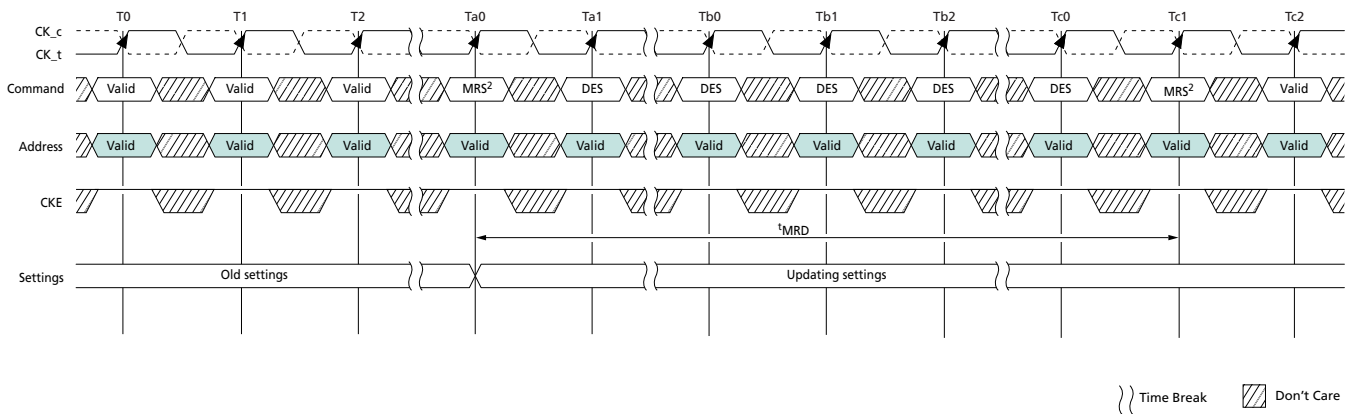 T0 T1 T2 Ta0 Ta1 Tb0 Tb1 Tb2 Tc0 Tc1 Tc2
CK_c
CK_t
Command Valid Valid Valid MRS² DES DES DES DES DES MRS² Valid
Address Valid Valid Valid Valid Valid Valid Valid Valid Valid Valid Valid
CKE
ᵗMRD
Settings Old settings Updating settings
Time Break Don't Care